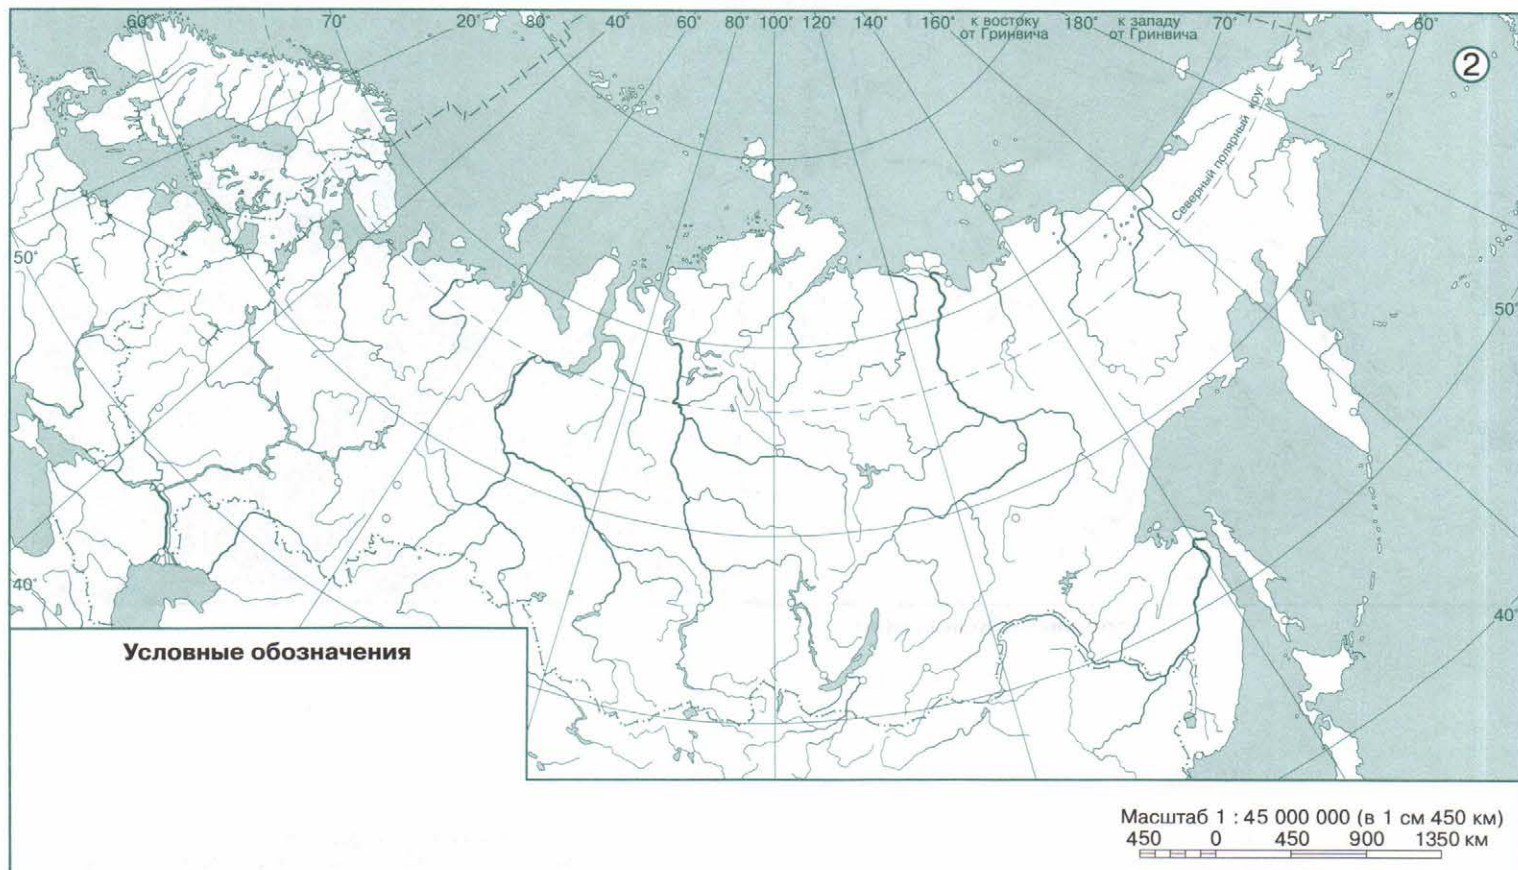 60°
70°
20°
80°
40°
60°
80°
100°
120°
140°
160°
к востоку
от Гринвича
180°
к западу
от Гринвича
70°
60°
2
Северный полярный круг
50°
50°
40°
40°
Условные обозначения
Масштаб 1 : 45 000 000 (в 1 см 450 км)
450 0 450 900 1350 км